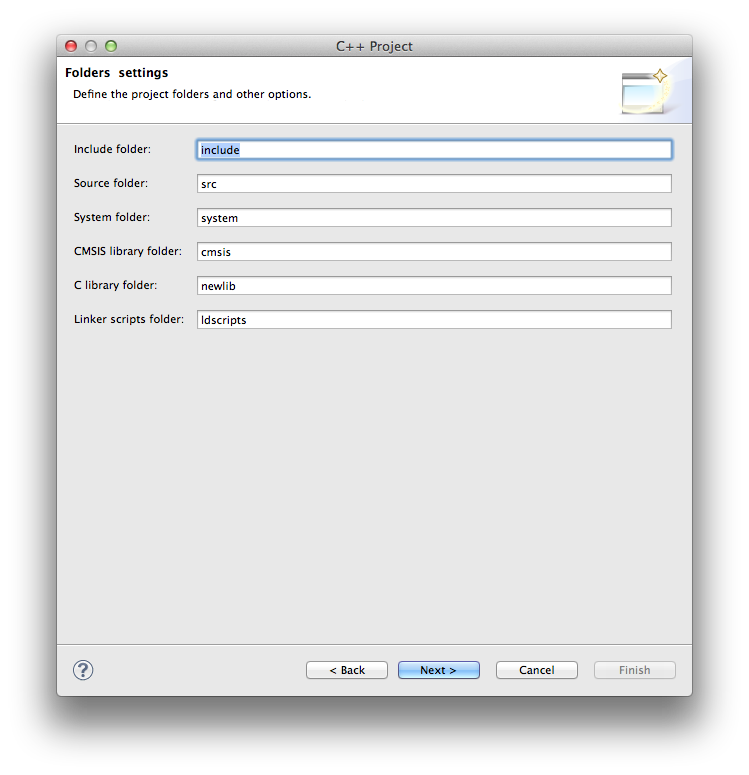 C++ Project
Folders settings
Define the project folders and other options.
Include folder: include
Source folder: src
System folder: system
CMSIS library folder: cmsis
C library folder: newlib
Linker scripts folder: ldscripts
? < Back Next > Cancel Finish